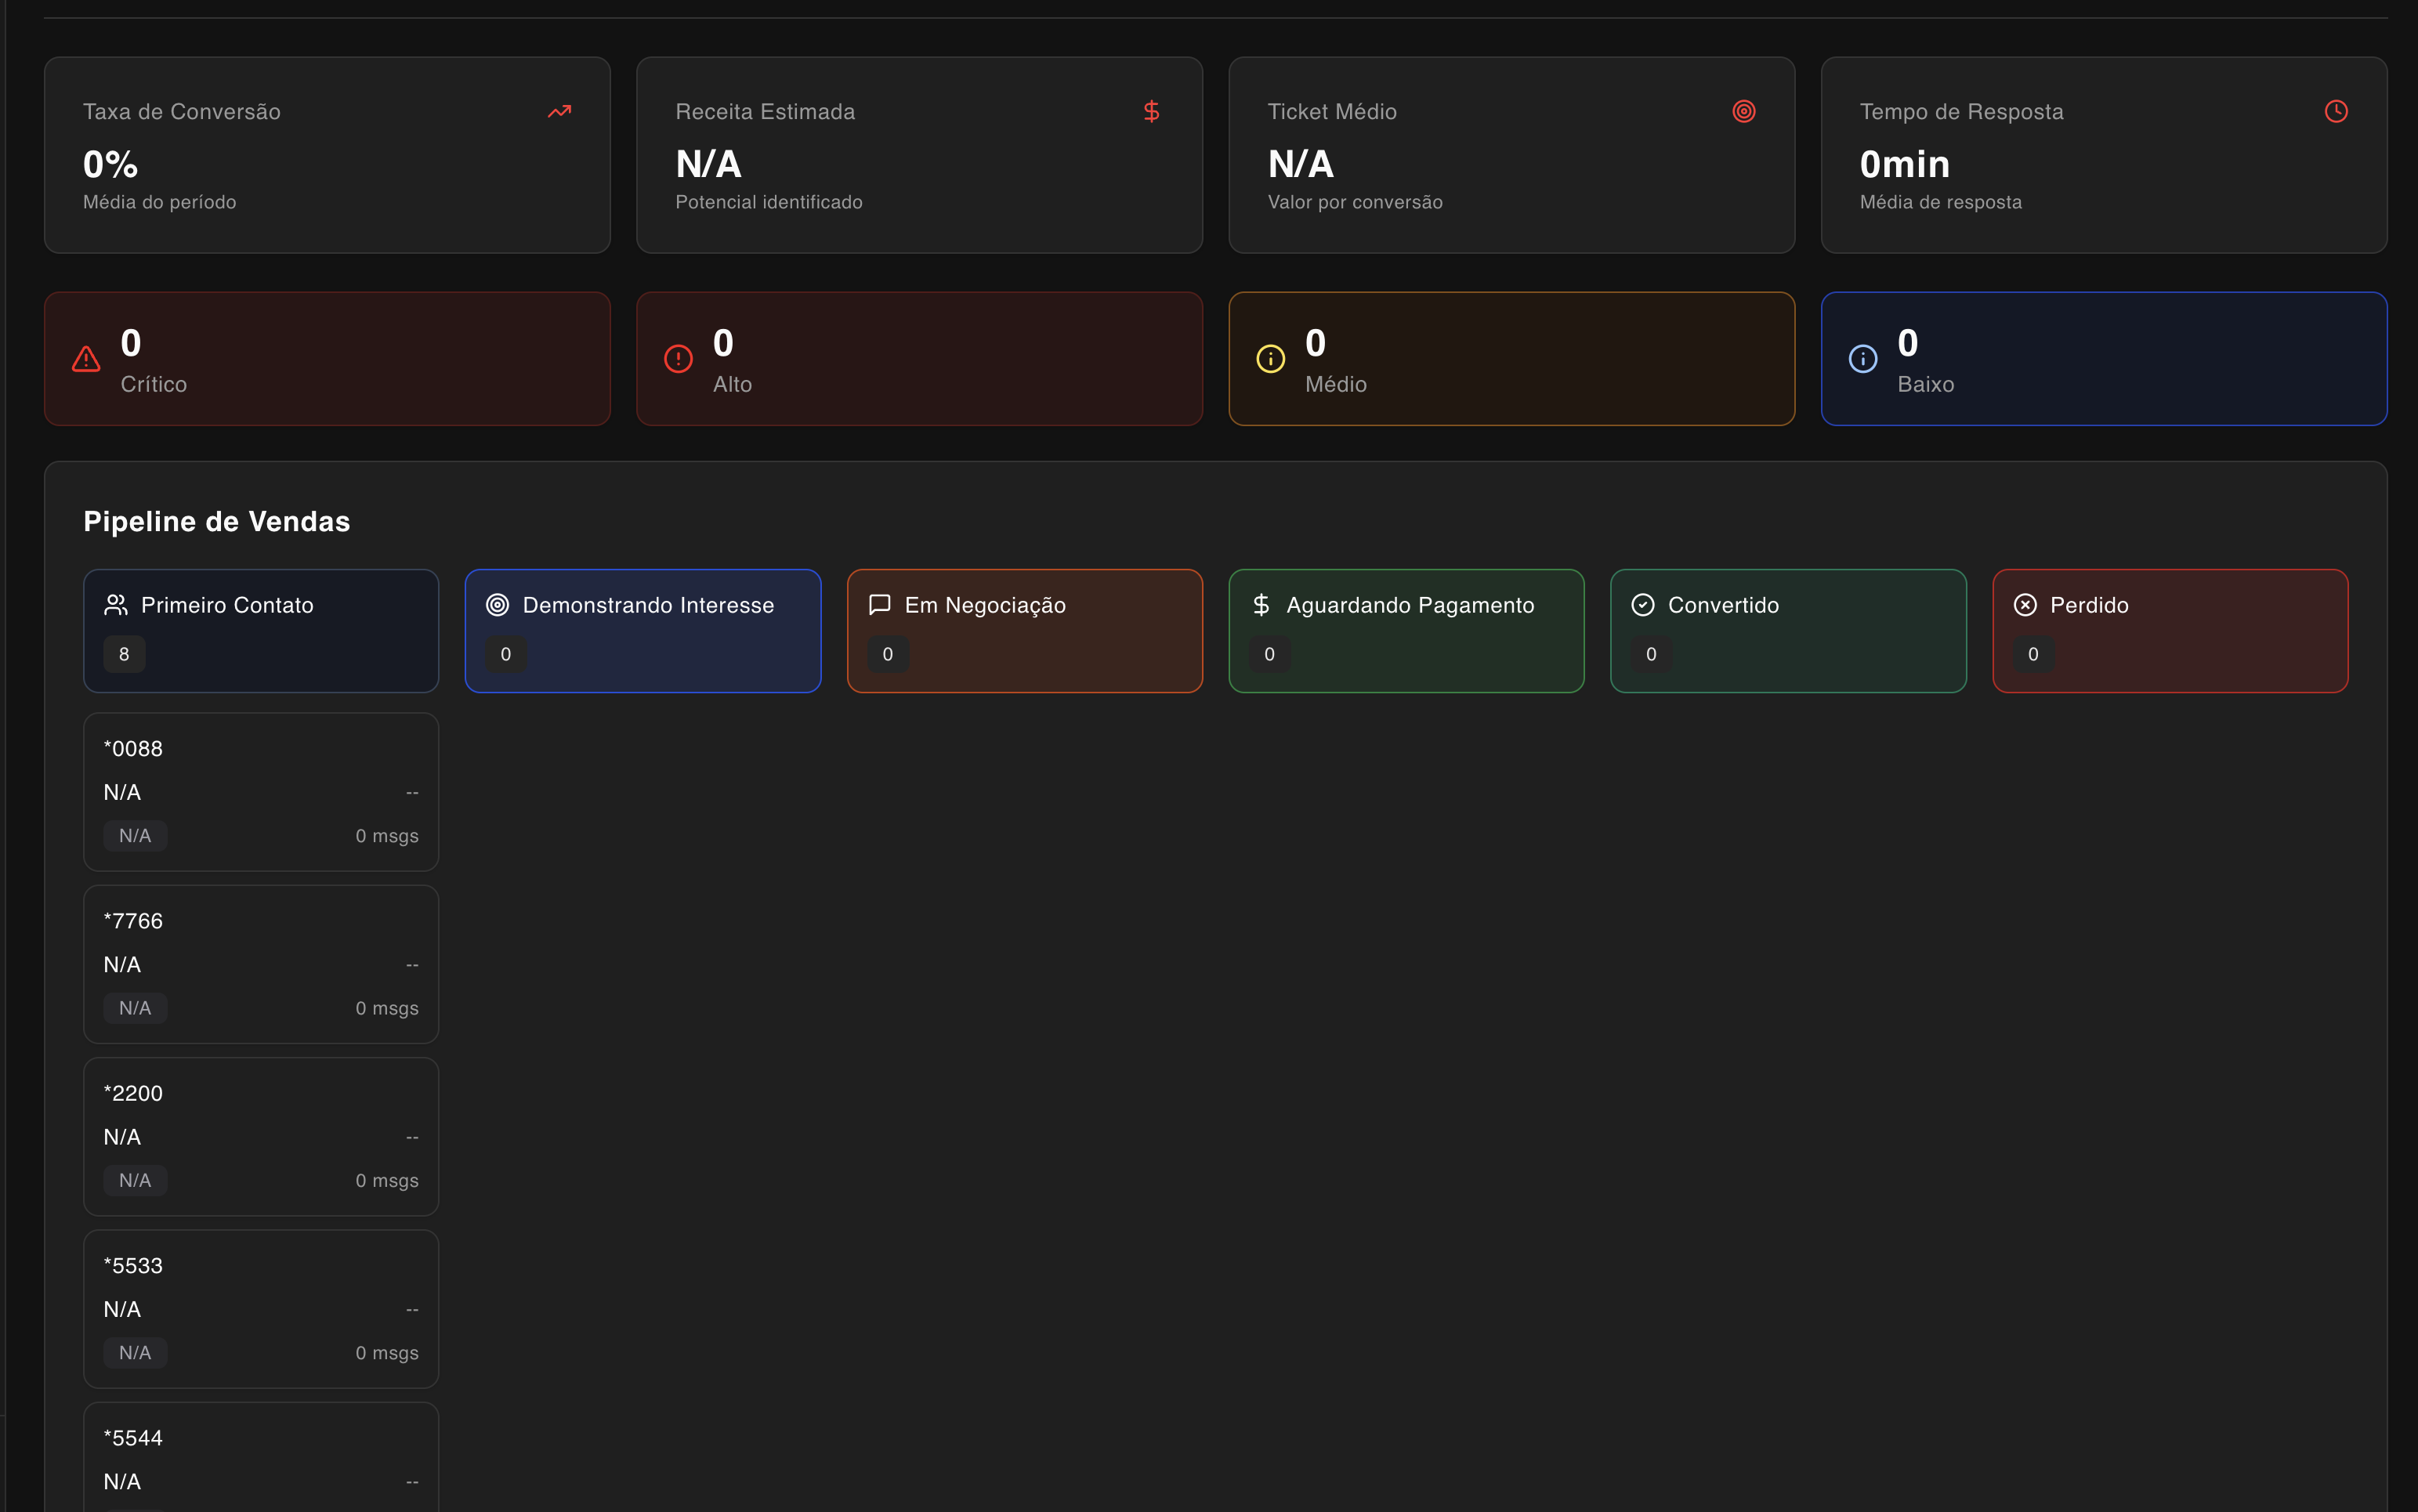 Taxa de Conversão
0%
Média do período
Receita Estimada
N/A
Potencial identificado
Ticket Médio
N/A
Valor por conversão
Tempo de Resposta
0min
Média de resposta
0
Crítico
0
Alto
0
Médio
0
Baixo
Pipeline de Vendas
Primeiro Contato
8
Demonstrando Interesse
0
Em Negociação
0
Aguardando Pagamento
0
Convertido
0
Perdido
0
*0088
N/A --
N/A 0 msgs
*7766
N/A --
N/A 0 msgs
*2200
N/A --
N/A 0 msgs
*5533
N/A --
N/A 0 msgs
*5544
N/A --